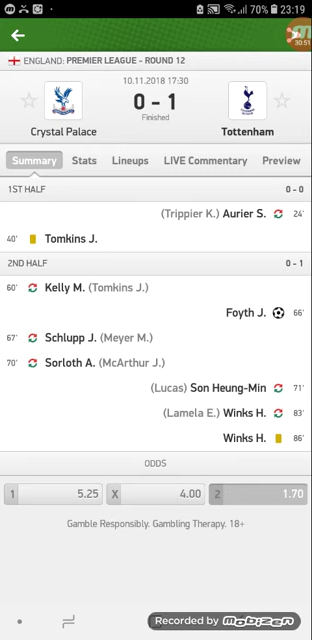 70% 23:19
30:51
ENGLAND: PREMIER LEAGUE - ROUND 12
10.11.2018 17:30
0 - 1
Finished
Crystal Palace
Tottenham
Summary Stats Lineups LIVE Commentary Preview
1ST HALF 0 - 0
(Trippier K.) Aurier S. 24'
40' Tomkins J.
2ND HALF 0 - 1
60' Kelly M. (Tomkins J.)
Foyth J. 66'
67' Schlupp J. (Meyer M.)
70' Sorloth A. (McArthur J.)
(Lucas) Son Heung-Min 71'
(Lamela E.) Winks H. 83'
Winks H. 86'
ODDS
1 5.25 X 4.00 2 1.70
Gamble Responsibly. Gambling Therapy. 18+
Recorded by MOBIZEN